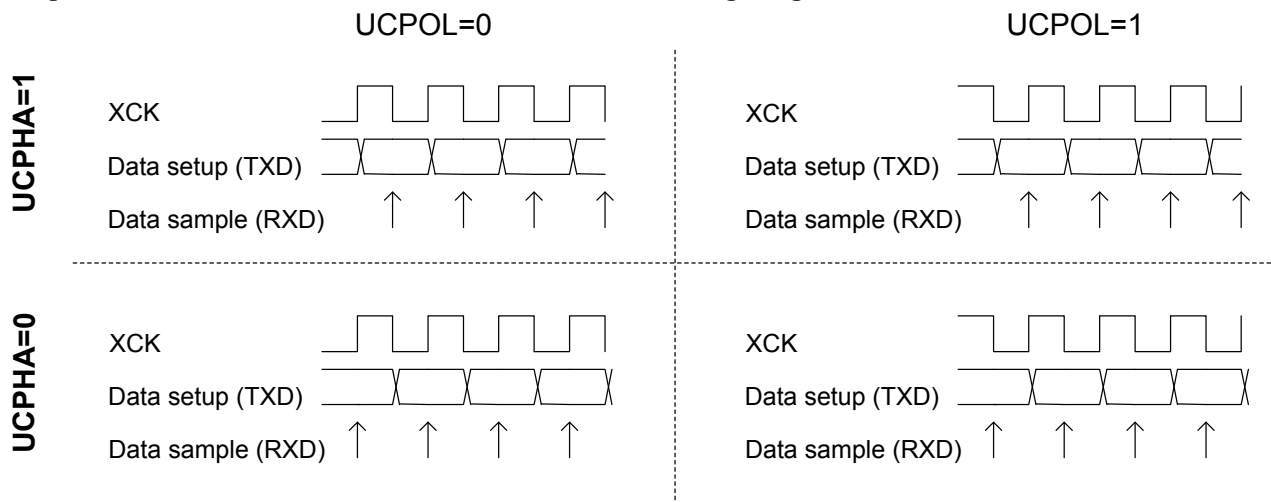 UCPOL=0
UCPOL=1
UCPHA=1
XCK
Data setup (TXD)
Data sample (RXD)
XCK
Data setup (TXD)
Data sample (RXD)
UCPHA=0
XCK
Data setup (TXD)
Data sample (RXD)
XCK
Data setup (TXD)
Data sample (RXD)